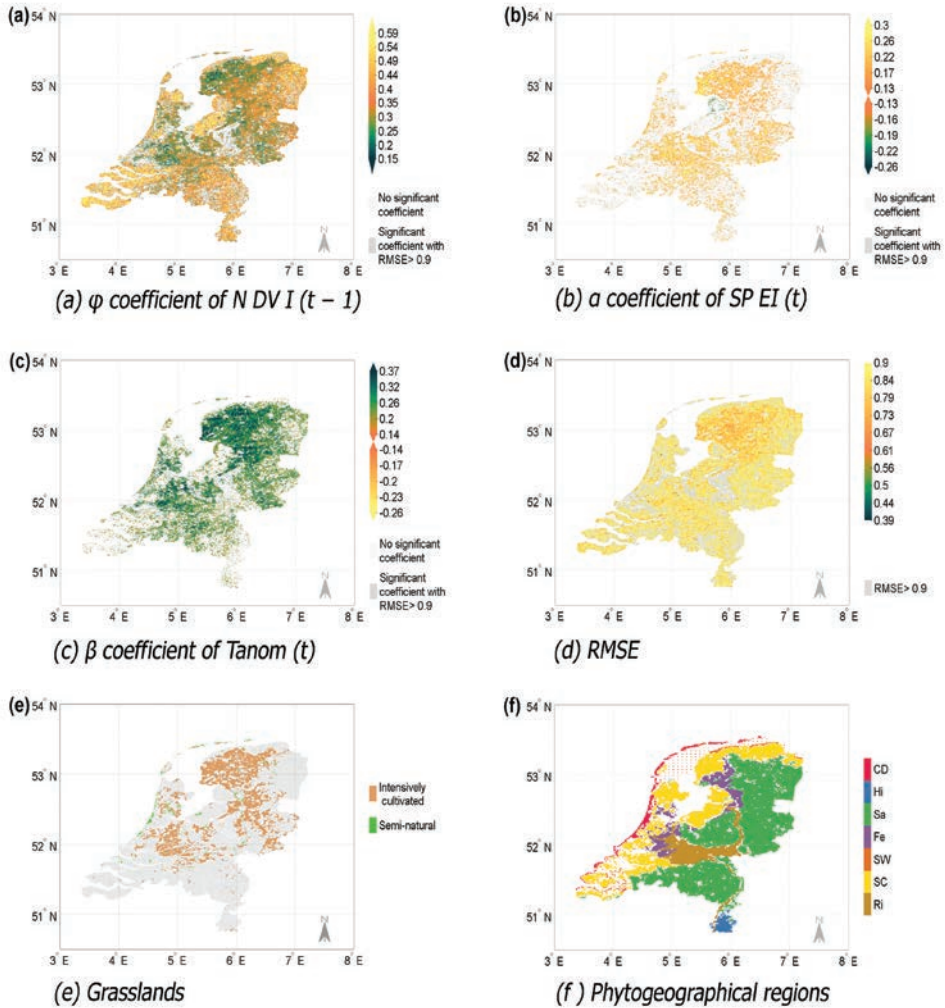 (a)
54° N
53° N
52° N
51° N
3° E
4° E
5° E
6° E
7° E
8° E
0.59
0.54
0.49
0.44
0.40
0.35
0.3
0.25
0.2
0.15
No significant
coefficient
Significant
coefficient with
RMSE> 0.9
N
(a) φ coefficient of N DV I (t − 1)
(b)
54° N
53° N
52° N
51° N
3° E
4° E
5° E
6° E
7° E
8° E
0.3
0.26
0.22
0.17
0.13
-0.13
-0.16
-0.19
-0.22
-0.26
No significant
coefficient
Significant
coefficient with
RMSE> 0.9
N
(b) α coefficient of SP EI (t)
(c)
54° N
53° N
52° N
51° N
3° E
4° E
5° E
6° E
7° E
8° E
0.37
0.32
0.26
0.2
0.14
-0.14
-0.17
-0.2
-0.23
-0.26
No significant
coefficient
Significant
coefficient with
RMSE> 0.9
N
(c) β coefficient of Tanom (t)
(d)
54° N
53° N
52° N
51° N
3° E
4° E
5° E
6° E
7° E
8° E
0.9
0.84
0.79
0.73
0.67
0.61
0.56
0.5
0.44
0.39
RMSE> 0.9
N
(d) RMSE
(e)
54° N
53° N
52° N
51° N
3° E
4° E
5° E
6° E
7° E
8° E
Intensively
cultivated
Semi-natural
N
(e) Grasslands
(f)
54° N
53° N
52° N
51° N
3° E
4° E
5° E
6° E
7° E
8° E
CD
Hi
Sa
Fe
SW
SC
Ri
N
(f ) Phytogeographical regions